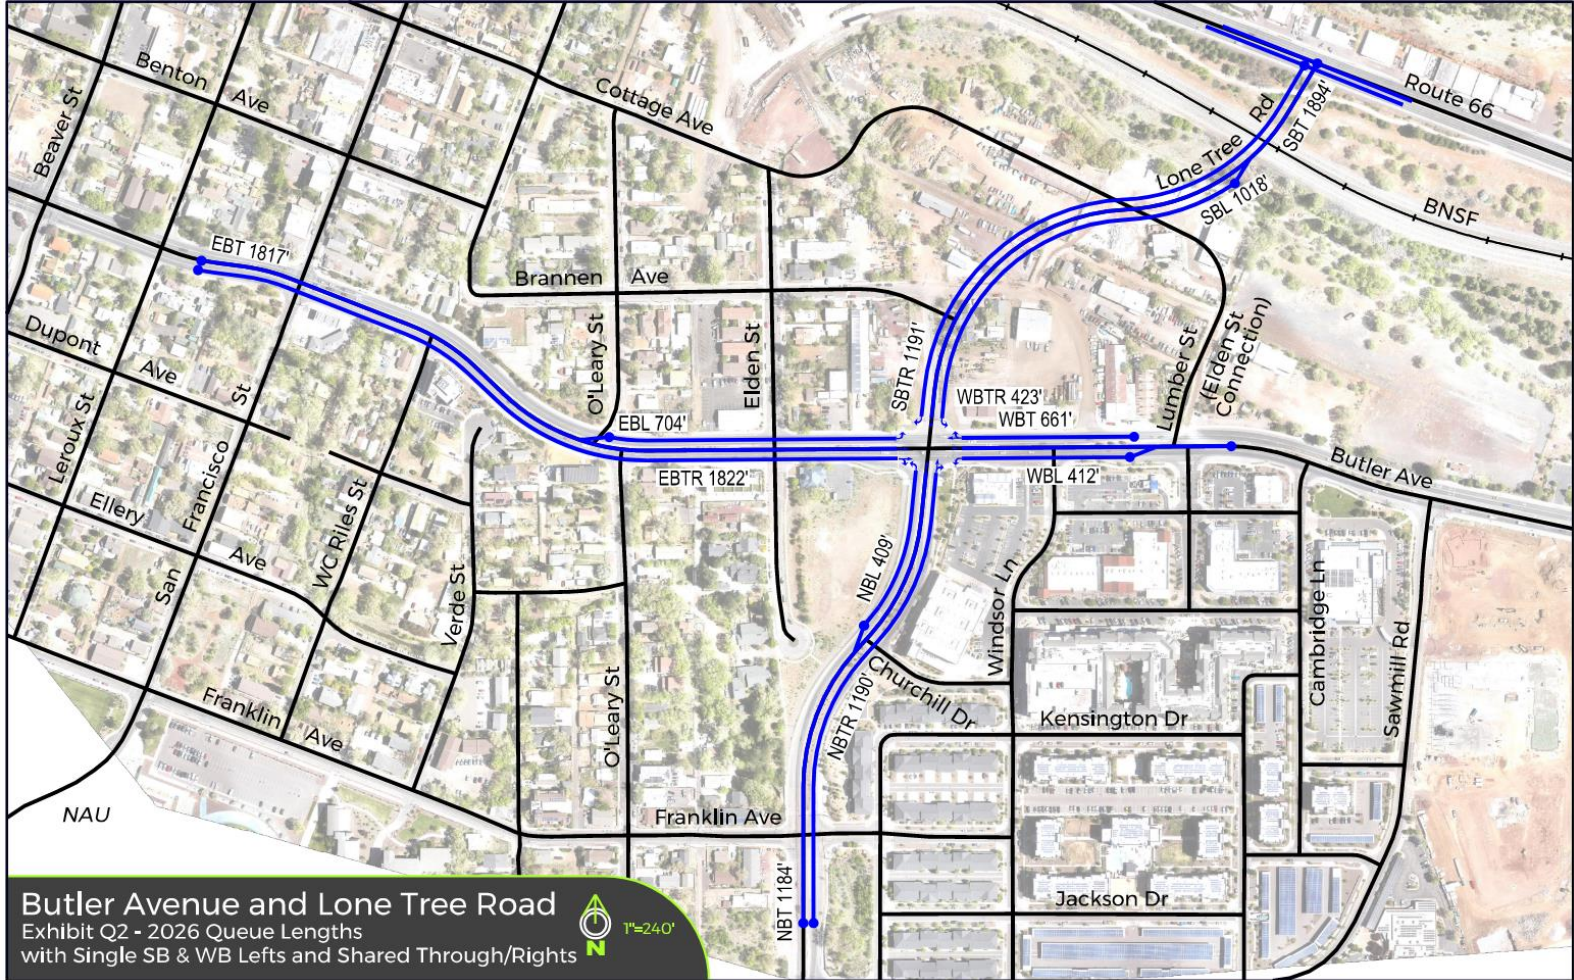 Route 66
Cottage Ave
Benton Ave
Beaver St
Lone Tree Rd
SBT 1894'
SBL 1018'
BNSF
EBT 1817'
Brannen Ave
Dupont Ave
O'Leary St
Elden St
SBTR 1191'
Lumber St
(Elden St
Connection)
WBTR 423'
WBT 661'
EBL 704'
EBTR 1822'
WBL 412'
Butler Ave
Leroux St
San Francisco St
Ellery Ave
WC Riles St
Verde St
NBL 409'
Windsor Ln
Cambridge Ln
Sawmill Rd
Churchill Dr
NBTR 1190'
Kensington Dr
O'Leary St
Franklin Ave
NAU
Franklin Ave
NBT 1184'
Jackson Dr
Butler Avenue and Lone Tree Road
Exhibit Q2 - 2026 Queue Lengths
with Single SB & WB Lefts and Shared Through/Rights
N
1"=240'